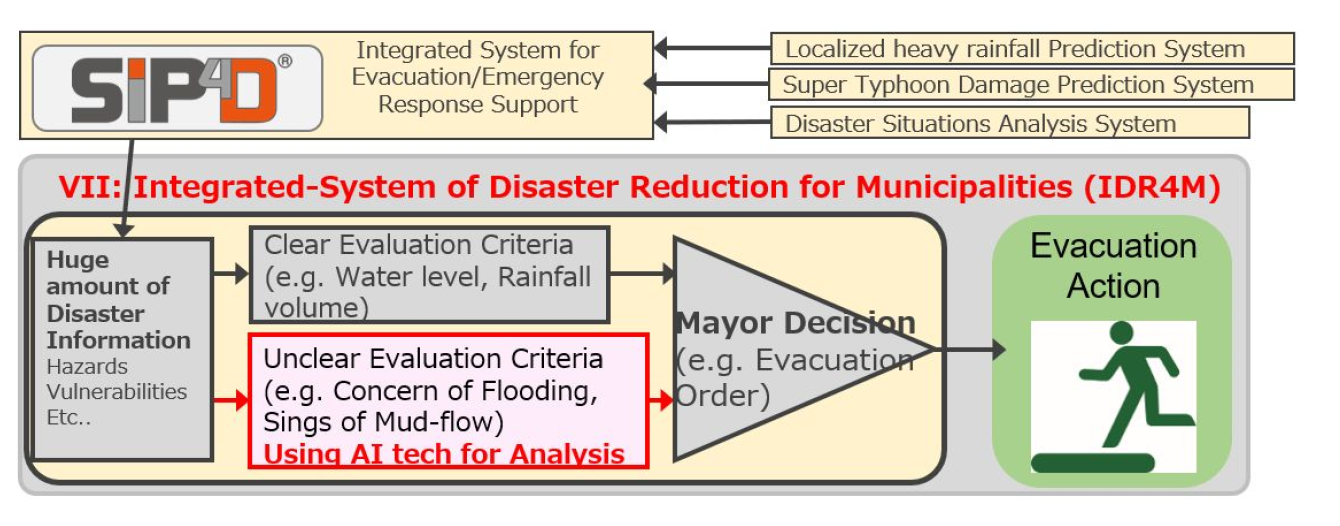 SiP4D®
Integrated System for
Evacuation/Emergency
Response Support
Localized heavy rainfall Prediction System
Super Typhoon Damage Prediction System
Disaster Situations Analysis System
VII: Integrated-System of Disaster Reduction for Municipalities (IDR4M)
Huge
amount of
Disaster
Information
Hazards
Vulnerabilities
Etc..
Clear Evaluation Criteria
(e.g. Water level, Rainfall
volume)
Unclear Evaluation Criteria
(e.g. Concern of Flooding,
Sings of Mud-flow)
Using AI tech for Analysis
Mayor Decision
(e.g. Evacuation
Order)
Evacuation
Action